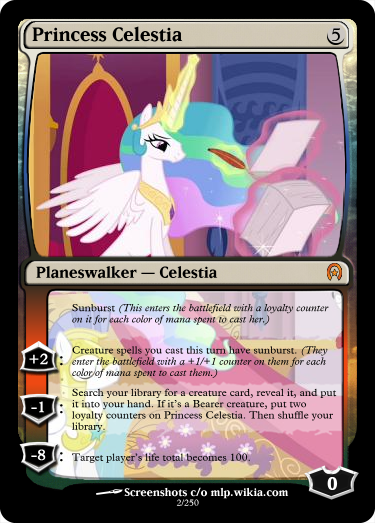 Princess Celestia 5
Planeswalker — Celestia
Sunburst (This enters the battlefield with a loyalty counter
on it for each color of mana spent to cast her.)
+2: Creature spells you cast this turn have sunburst. (They
enter the battlefield with a +1/+1 counter on them for each
color of mana spent to cast them.)
-1: Search your library for a creature card, reveal it, and put
it into your hand. If it's a Bearer creature, put two
loyalty counters on Princess Celestia. Then shuffle your
library.
-8: Target player's life total becomes 100.
0
Screenshots c/o mlp.wikia.com
2/250